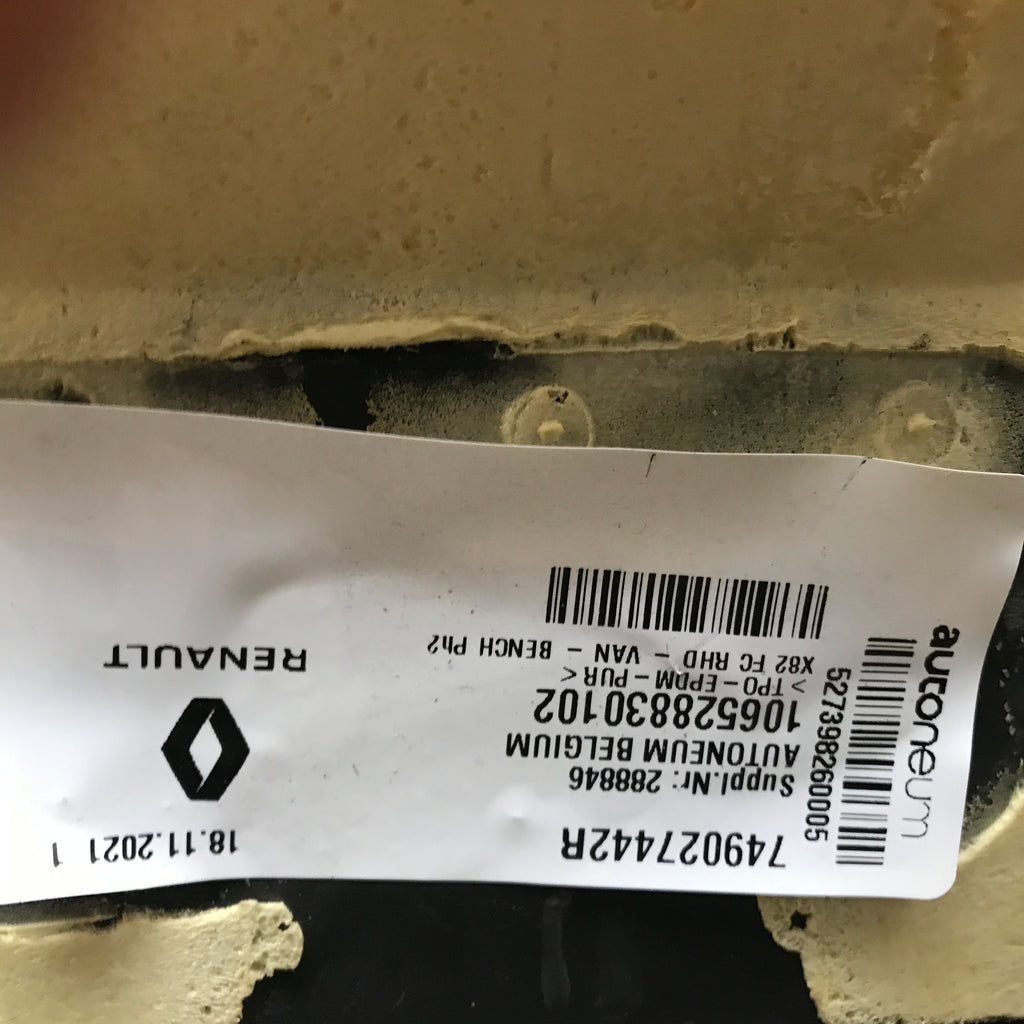 749027442R
Suppl.Nr: 288846
AUTONEUM BELGIUM
106528830102
>TPO-EPDM-PUR<
X82 FC RHD - VAN - BENCH Ph2
18.11.2021 1
RENAULT
527398260005
autoneum